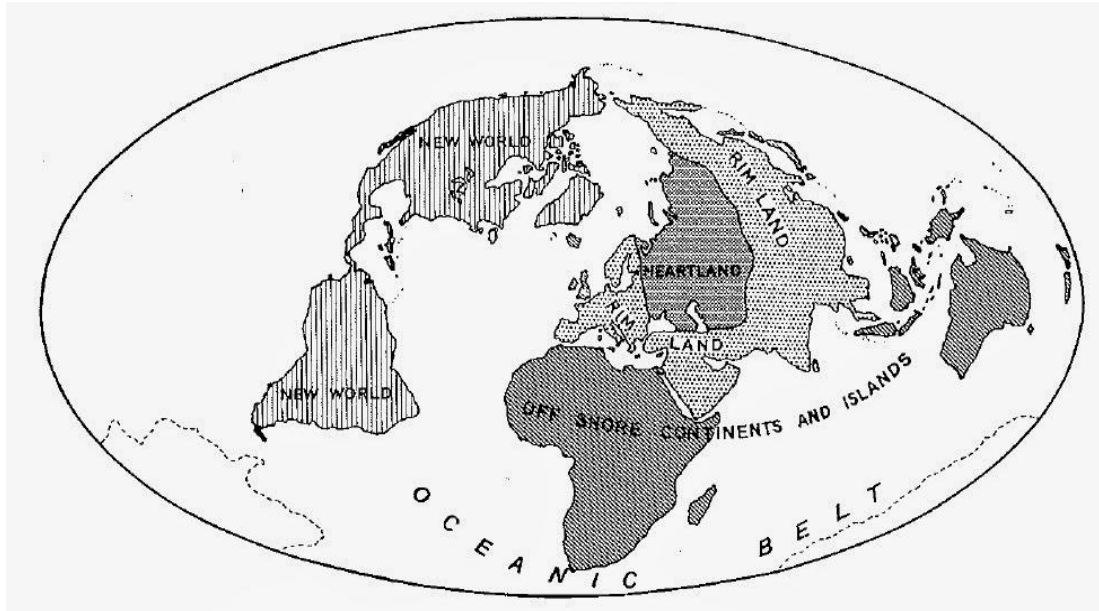 NEW WORLD
RIM LAND
HEARTLAND
RIM
LAND
NEW WORLD
OFF SHORE CONTINENTS AND ISLANDS
OCEANIC BELT